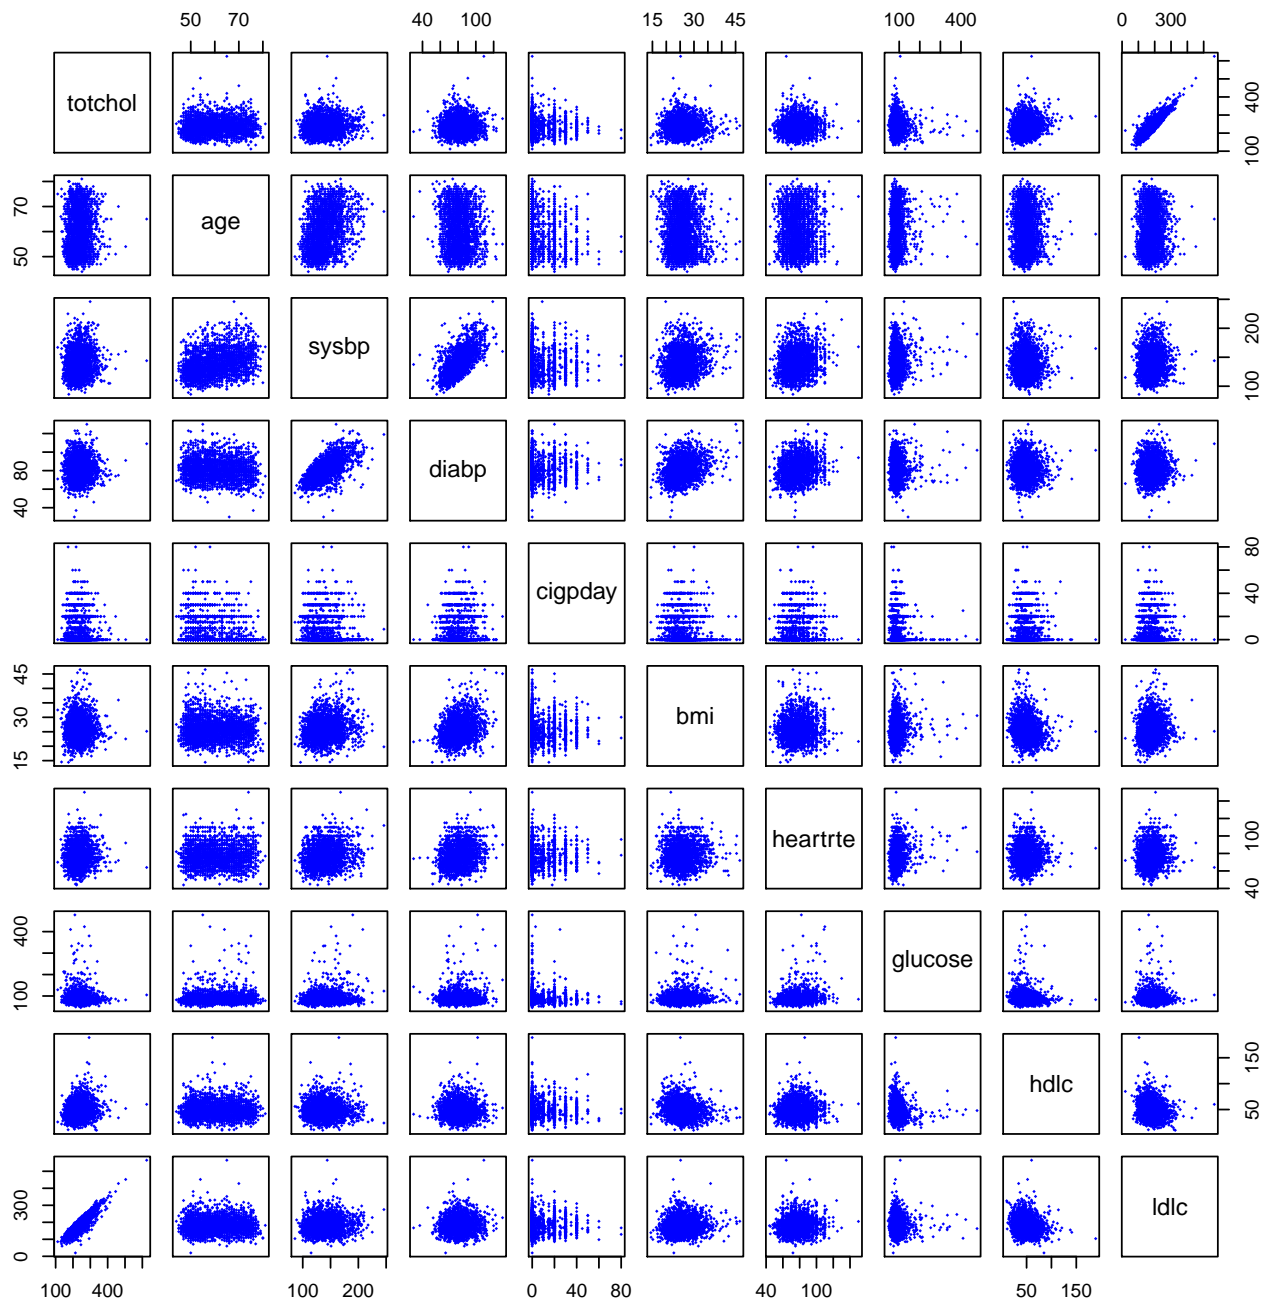 50 70 40 100 15 30 45 100 400 0 300
totchol 100 400
50 70 age
sysbp 100 200
40 80 diabp
cigpday 0 40 80
15 30 45 bmi
heartrte 40 100
100 400 glucose
hdlc 50 150
0 300 ldlc
100 400 100 200 0 40 80 40 100 50 150